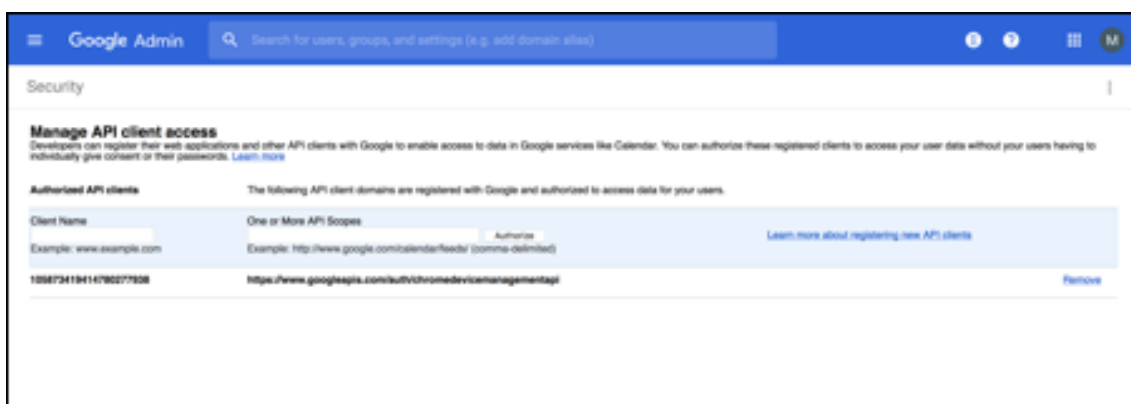 Google Admin
Search for users, groups, and settings (e.g. add domain alias)
M
Security
Manage API client access
Developers can register their web applications and other API clients with Google to enable access to data in Google services like Calendar. You can authorize these registered clients to access your user data without your users having to
individually give consent or their passwords. Learn more
Authorized API clients The following API client domains are registered with Google and authorized to access data for your users.
Client Name One or More API Scopes
Authorize Learn more about registering new API clients
Example: www.example.com Example: http://www.google.com/calendar/feeds/ (comma-delimited)
https://www.googleapis.com/auth/chromedevicemanagementapi Remove